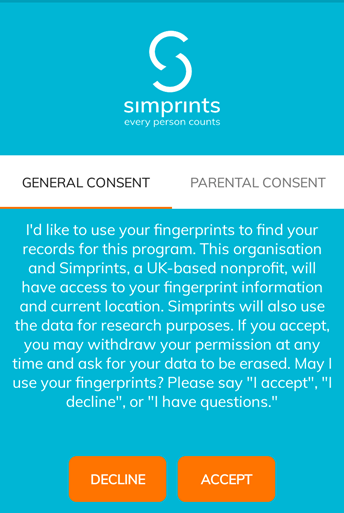 simprints
every person counts
GENERAL CONSENT PARENTAL CONSENT
I'd like to use your fingerprints to find your
records for this program. This organisation
and Simprints, a UK-based nonprofit, will
have access to your fingerprint information
and current location. Simprints will also use
the data for research purposes. If you accept,
you may withdraw your permission at any
time and ask for your data to be erased. May I
use your fingerprints? Please say "I accept", "I
decline", or "I have questions."
DECLINE ACCEPT